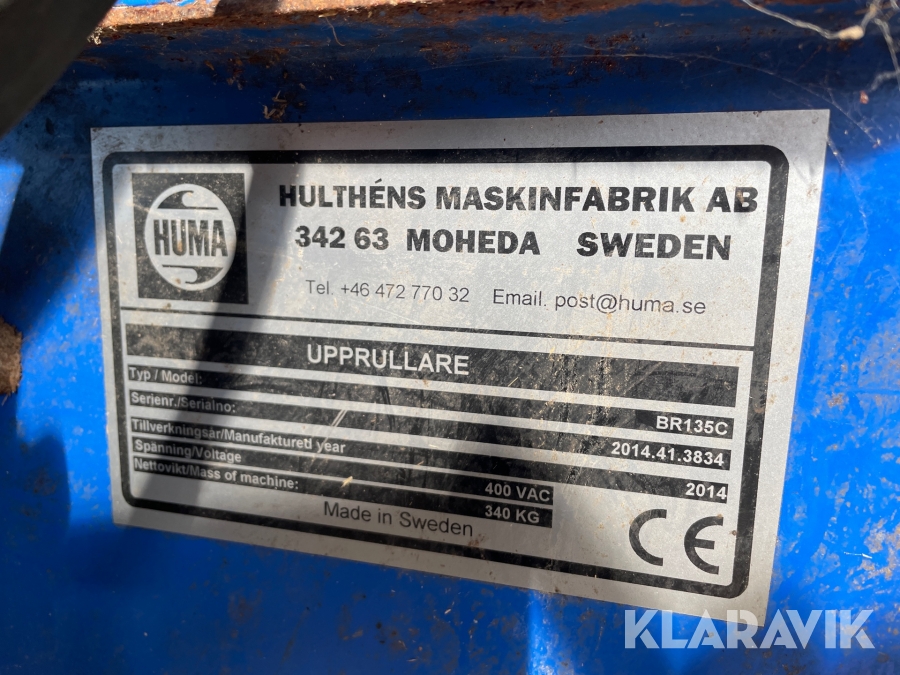 HUMA
HULTHÉNS MASKINFABRIK AB
342 63 MOHEDA SWEDEN
Tel. +46 472 770 32 Email. post@huma.se
UPPRULLARE
Typ / Model: BR135C
Serienr./Serialno: 2014.41.3834
Tillverkningsår/Manufaktureti year 2014
Spänning/Voltage 400 VAC
Nettovikt/Mass of machine: 340 KG
Made in Sweden
CE
KLARAVIK